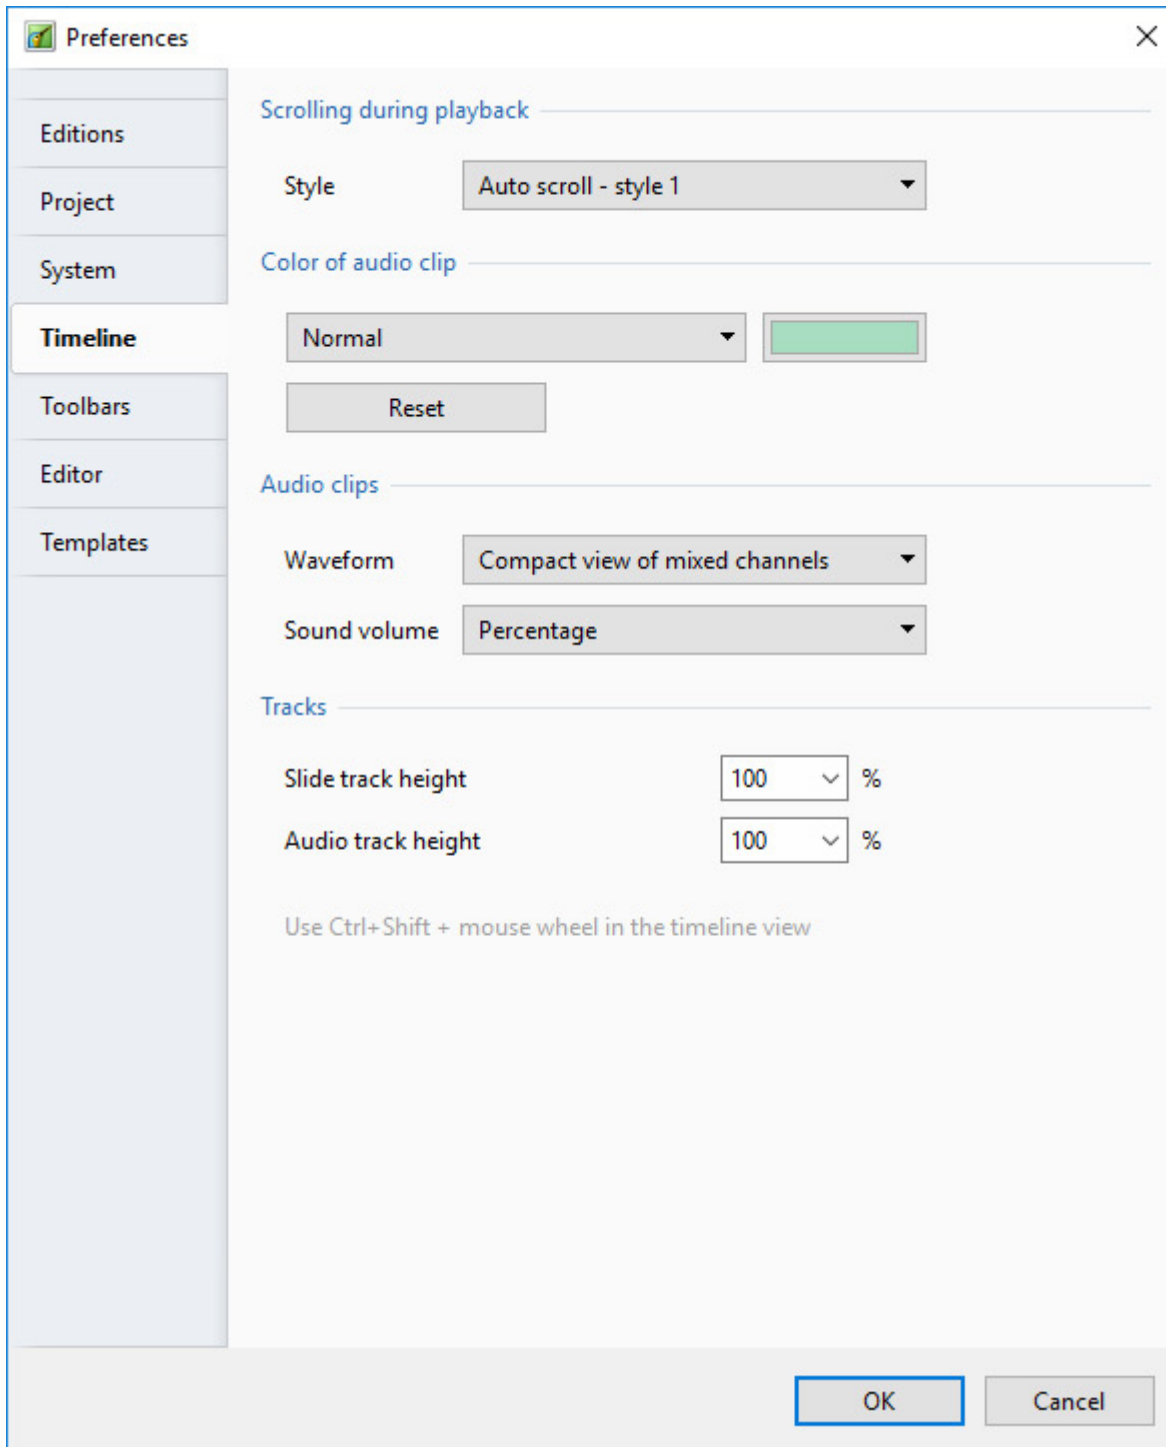 Preferences
Editions
Project
System
Timeline
Toolbars
Editor
Templates
Scrolling during playback
Style Auto scroll - style 1
Color of audio clip
Normal
Reset
Audio clips
Waveform Compact view of mixed channels
Sound volume Percentage
Tracks
Slide track height 100 %
Audio track height 100 %
Use Ctrl+Shift + mouse wheel in the timeline view
OK Cancel